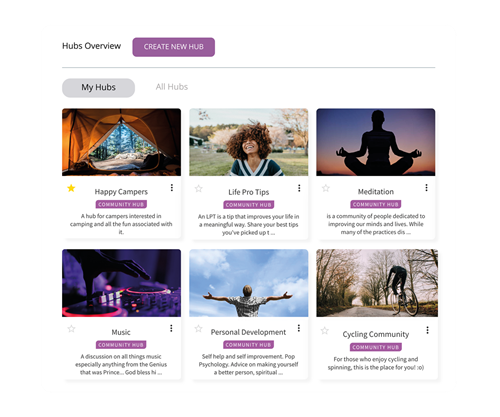 Hubs Overview
CREATE NEW HUB
My Hubs
All Hubs
Happy Campers
COMMUNITY HUB
A hub for campers interested in
camping and all the fun associated with
it.
Life Pro Tips
COMMUNITY HUB
An LPT is a tip that improves your life in
a meaningful way. Share your best tips
you've picked up t ...
Meditation
COMMUNITY HUB
is a community of people dedicated to
improving our minds and lives. While
many of the practices dis ...
Music
COMMUNITY HUB
A discussion on all things music
especially anything from the Genius
that was Prince... God bless hi ...
Personal Development
COMMUNITY HUB
Self help and self improvement. Pop
Psychology. Advice on making yourself
a better person, spiritual ...
Cycling Community
COMMUNITY HUB
For those who enjoy cycling and
spinning, this is the place for you! :o)